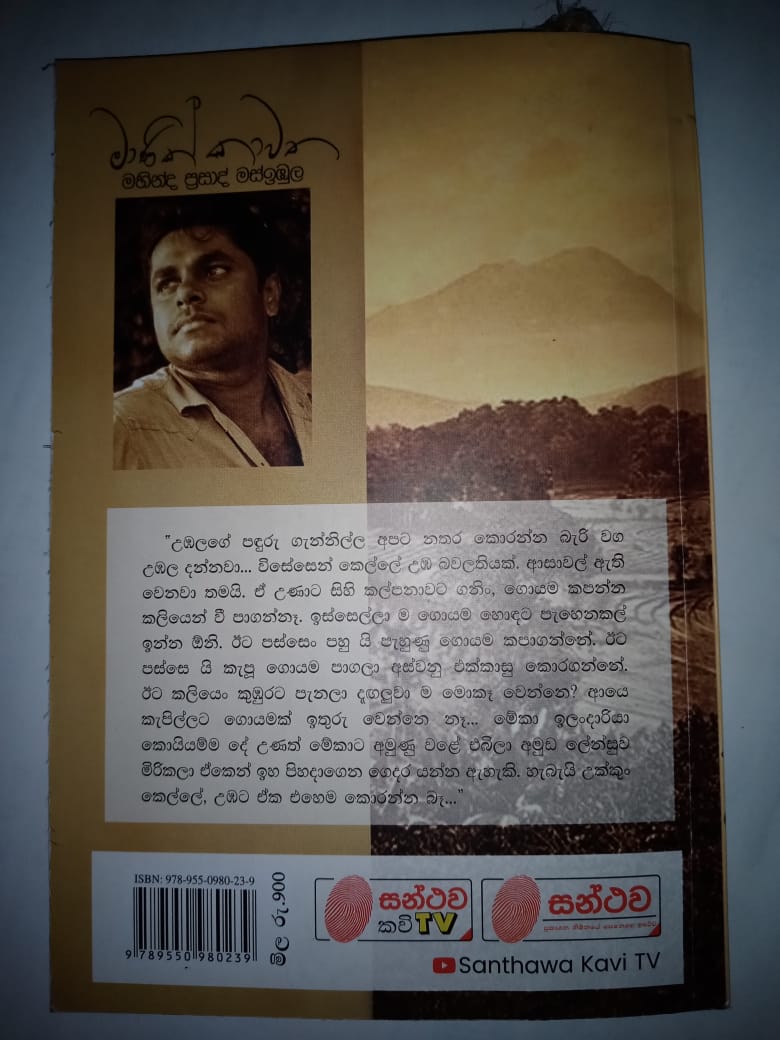 මාණික්කාවත
මහින්ද ප්‍රසාද් මස්ඉඹුල
"උඹලගේ පඳුරු ගැන්නිල්ල අපට නතර කොරන්න බැරි වග
උඹල දන්නවා... විසේසෙන් කෙල්ලේ උඹ බවලතියක්. ආසාවල් ඇති
වෙනවා තමයි. ඒ උණාට සිහි කල්පනාවට ගනිං, ගොයම කපන්න
කලියෙන් වී පාගන්නෑ. ඉස්සෙල්ලා ම ගොයම හොඳට පැහෙනකල්
ඉන්න ඕනි. ඊට පස්සෙං පහු යි පැහුණු ගොයම කපාගන්නේ. ඊට
පස්සෙ යි කැපූ ගොයම පාගලා අස්වනු එක්කාසු කොරගන්නේ.
ඊට කලියෙං කුඹුරට පැනලා දැඟලුවා ම මොකෑ වෙන්නෙ? ආයෙ
කැපිල්ලට ගොයමක් ඉතුරු වෙන්නෙ නෑ... මේකා ඉලංදාරියා
කොයියම්ම දේ උණත් මේකාට අමුණු වළේ එබිලා අමුඩ ලේන්සුව
මිරිකලා ඒකෙන් ඉහ පිහදාගෙන ගෙදර යන්න ඇහැකි. හැබැයි උක්කුං
කෙල්ලේ, උඹට ඒක එහෙම කොරන්න බෑ..."
ISBN: 978-955-0980-23-9
9 789550 980239
මිල රු.900
සන්ථව
කවි TV
සන්ථව
Santhawa Kavi TV